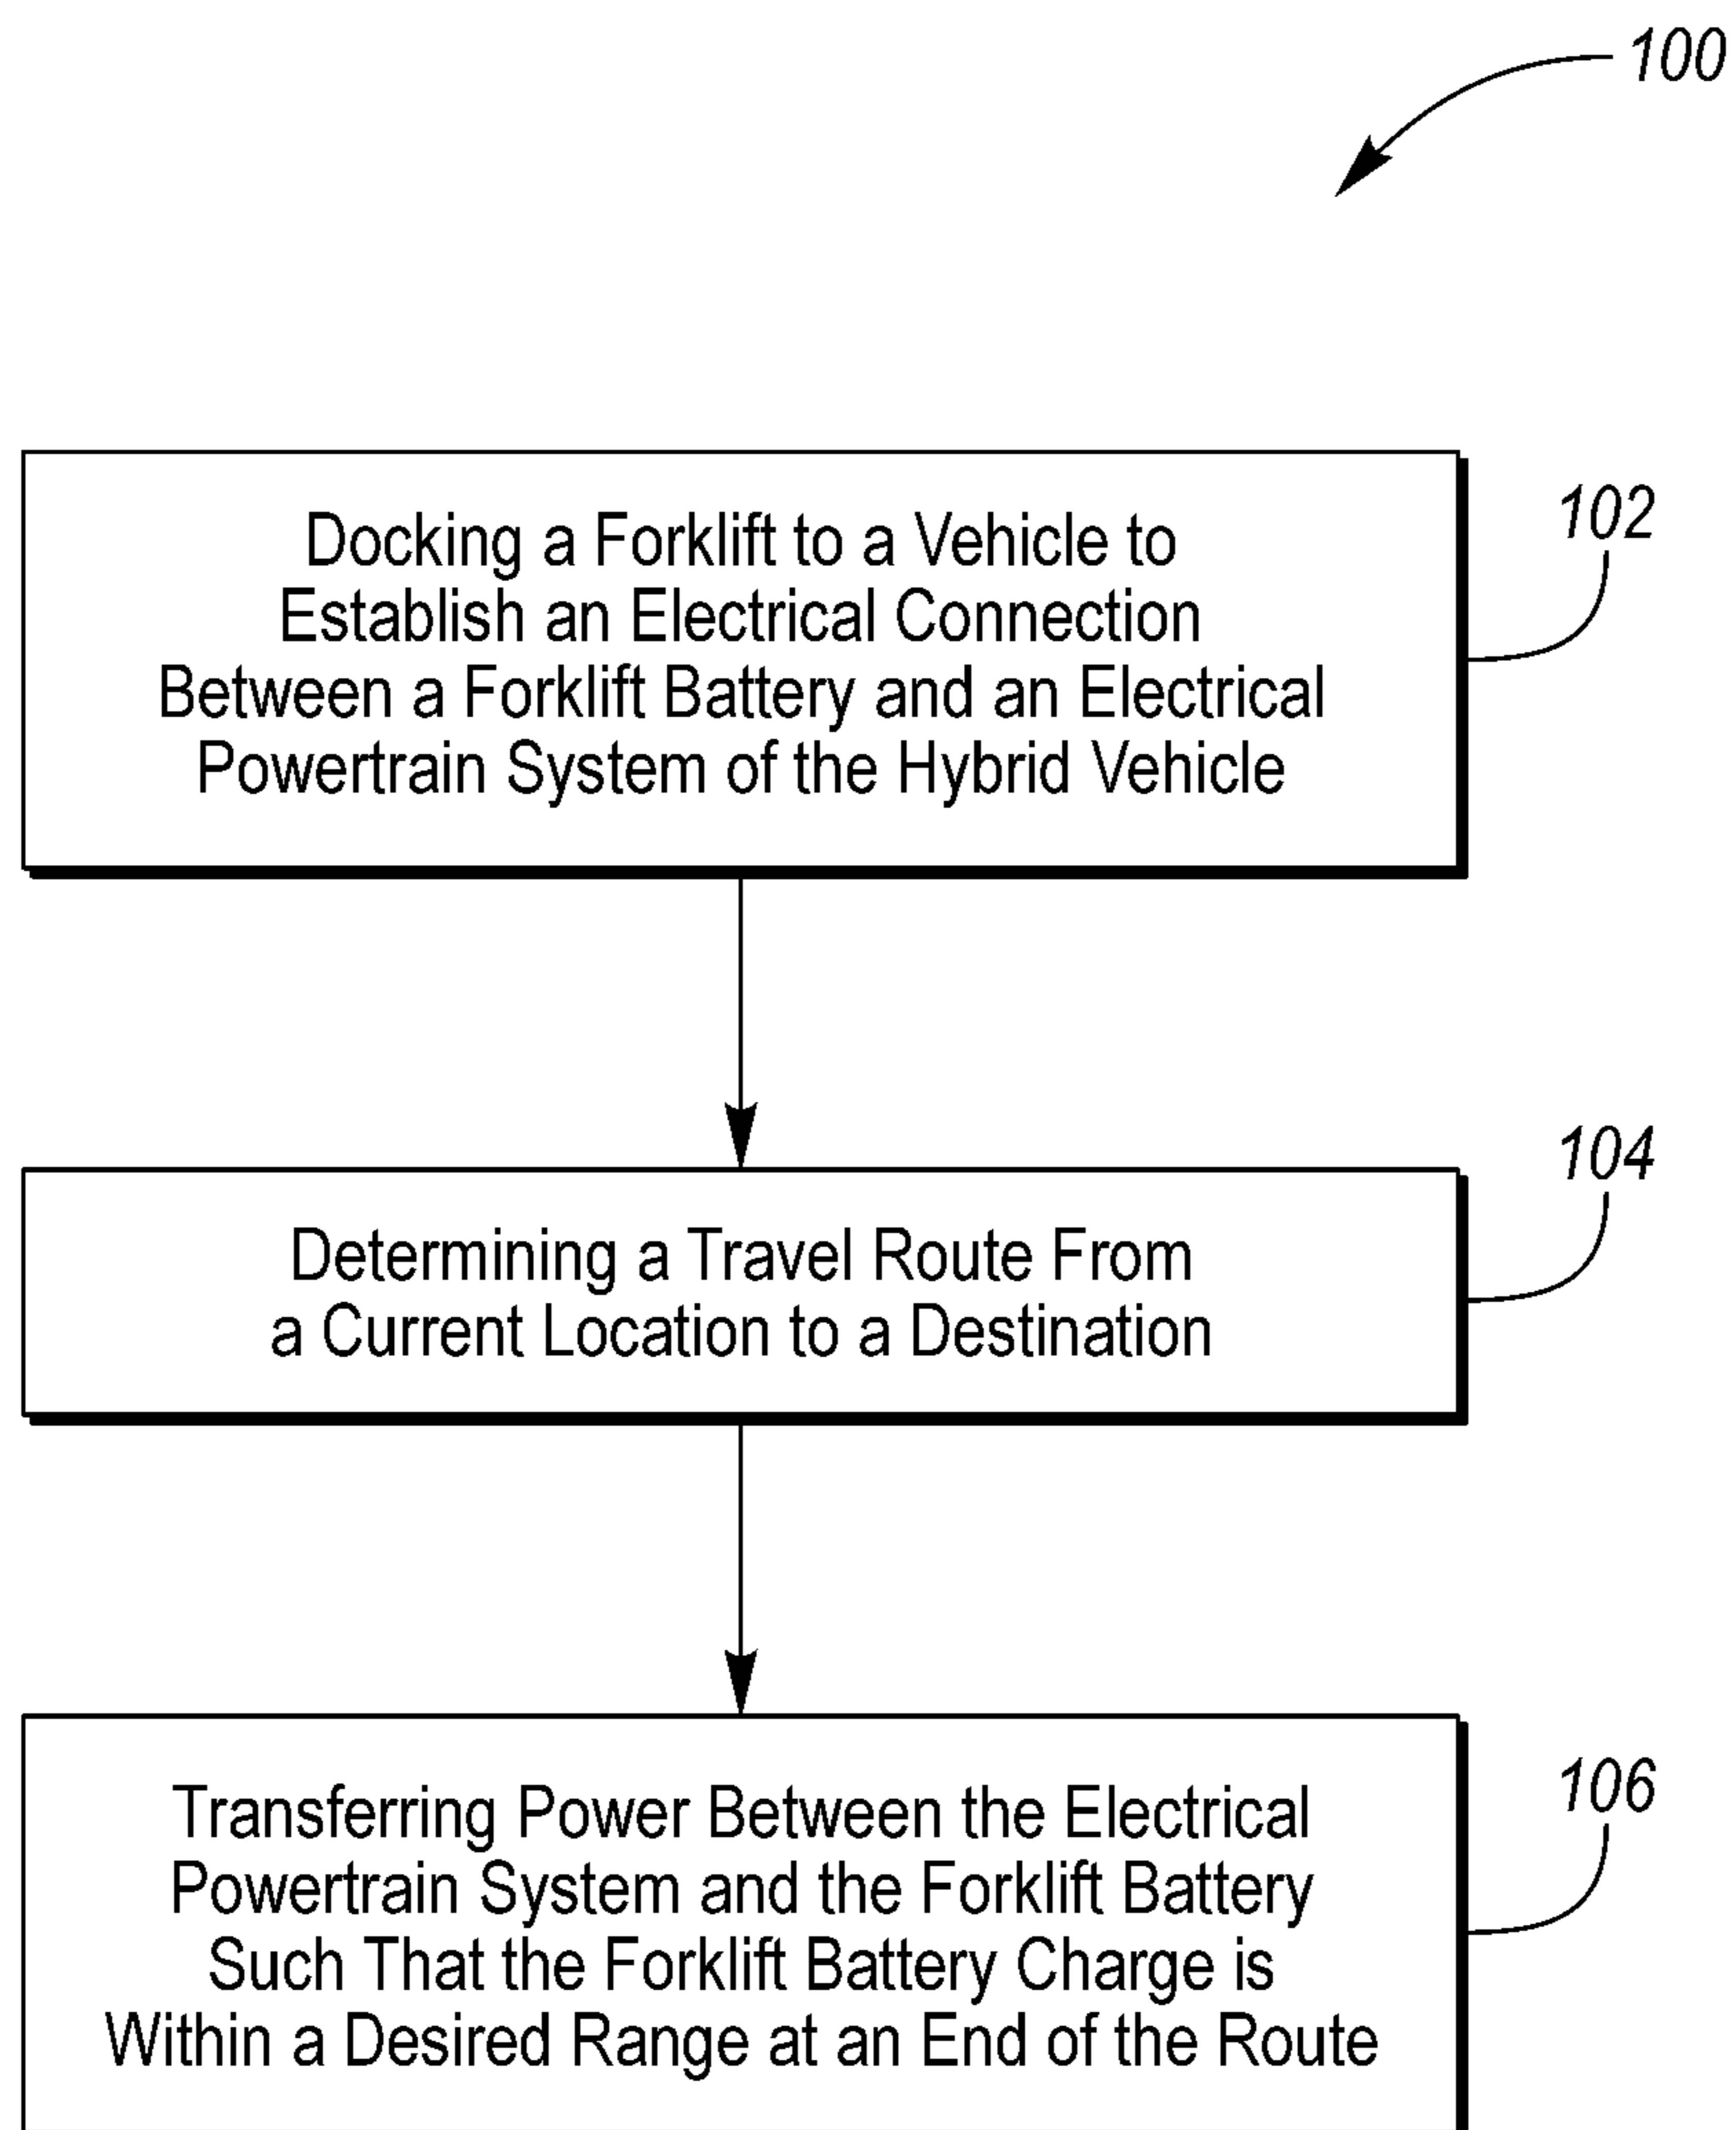 100
Docking a Forklift to a Vehicle to
Establish an Electrical Connection
Between a Forklift Battery and an Electrical
Powertrain System of the Hybrid Vehicle
102
Determining a Travel Route From
a Current Location to a Destination
104
Transferring Power Between the Electrical
Powertrain System and the Forklift Battery
Such That the Forklift Battery Charge is
Within a Desired Range at an End of the Route
106